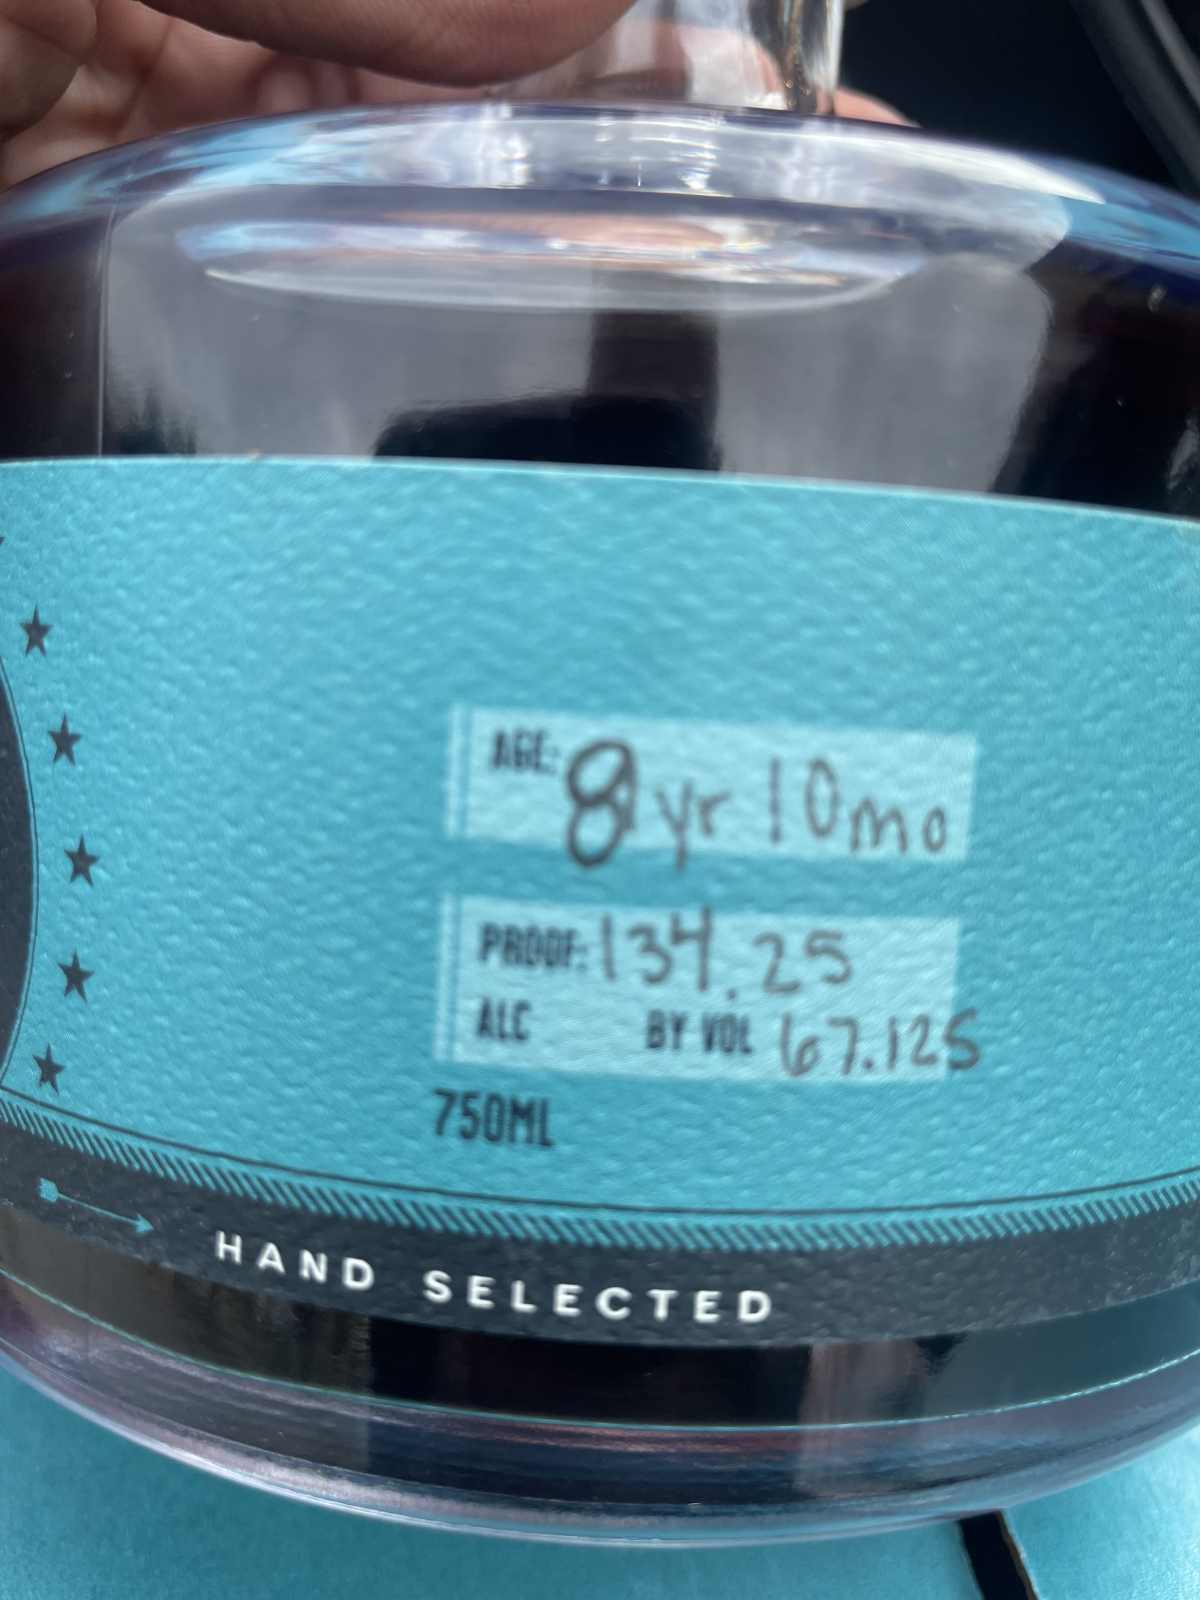 AGE: 8 yr 10 mo
PROOF: 134.25
ALC BY VOL 67.125
750ML
HAND SELECTED